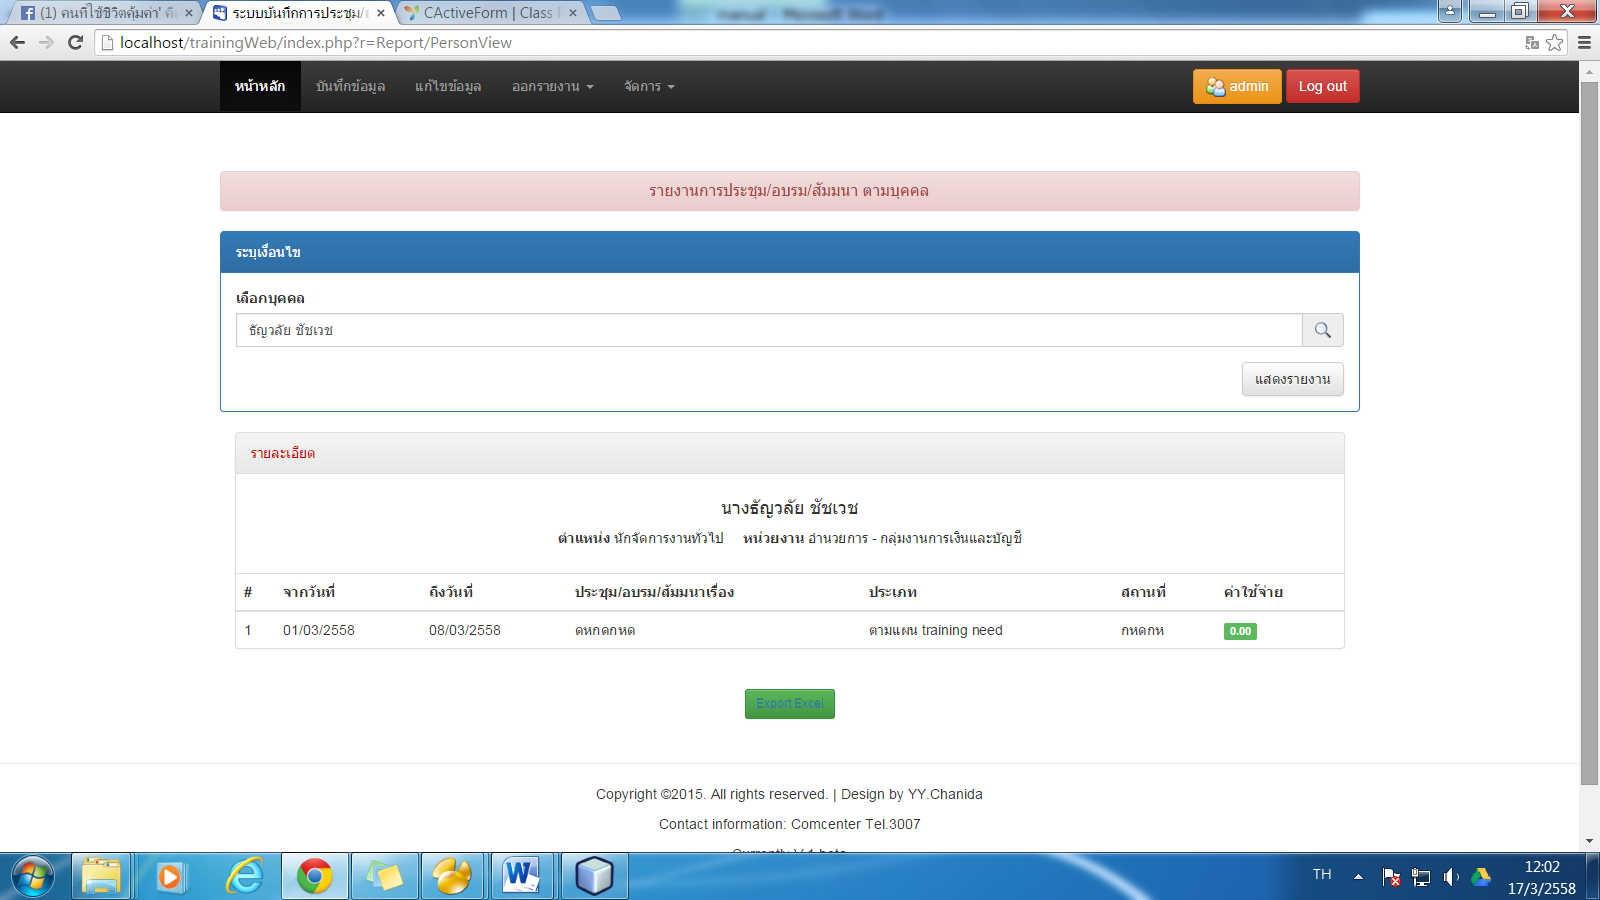 manual - Microsoft Word
(1) คนที่ใช้ชีวิตคุ้มค่า' คือ
ระบบบันทึกการประชุม/อ
CActiveForm | Class
localhost/trainingWeb/index.php?r=Report/PersonView
หน้าหลัก บันทึกข้อมูล แก้ไขข้อมูล ออกรายงาน จัดการ admin Log out
รายงานการประชุม/อบรม/สัมมนา ตามบุคคล
ระบุเงื่อนไข
เลือกบุคคล
ธัญวลัย ชัชเวช
แสดงรายงาน
รายละเอียด
นางธัญวลัย ชัชเวช
ตำแหน่ง นักจัดการงานทั่วไป หน่วยงาน อำนวยการ - กลุ่มงานการเงินและบัญชี
# จากวันที่ ถึงวันที่ ประชุม/อบรม/สัมมนาเรื่อง ประเภท สถานที่ ค่าใช้จ่าย
1 01/03/2558 08/03/2558 ดหกดกหด ตามแผน training need กหดกห 0.00
Export Excel
Copyright ©2015. All rights reserved. | Design by YY.Chanida
Contact information: Comcenter Tel.3007
Currently V.1 beta
TH
12:02
17/3/2558